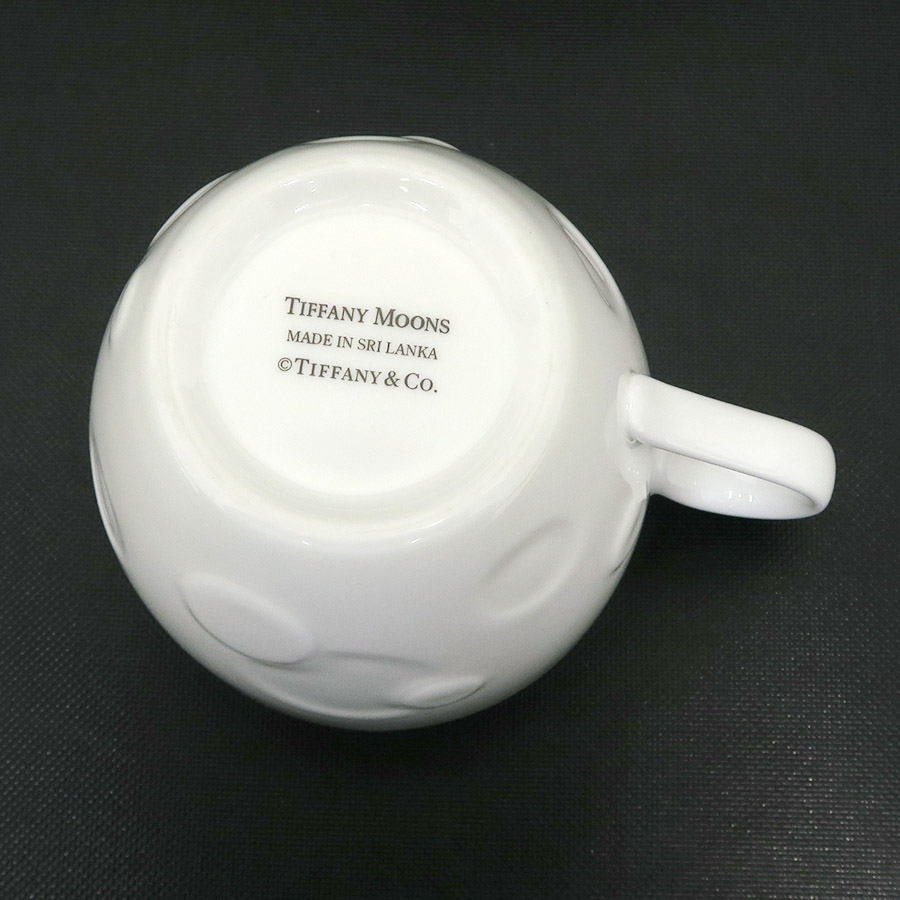 TIFFANY MOONS
MADE IN SRI LANKA
©TIFFANY & CO.